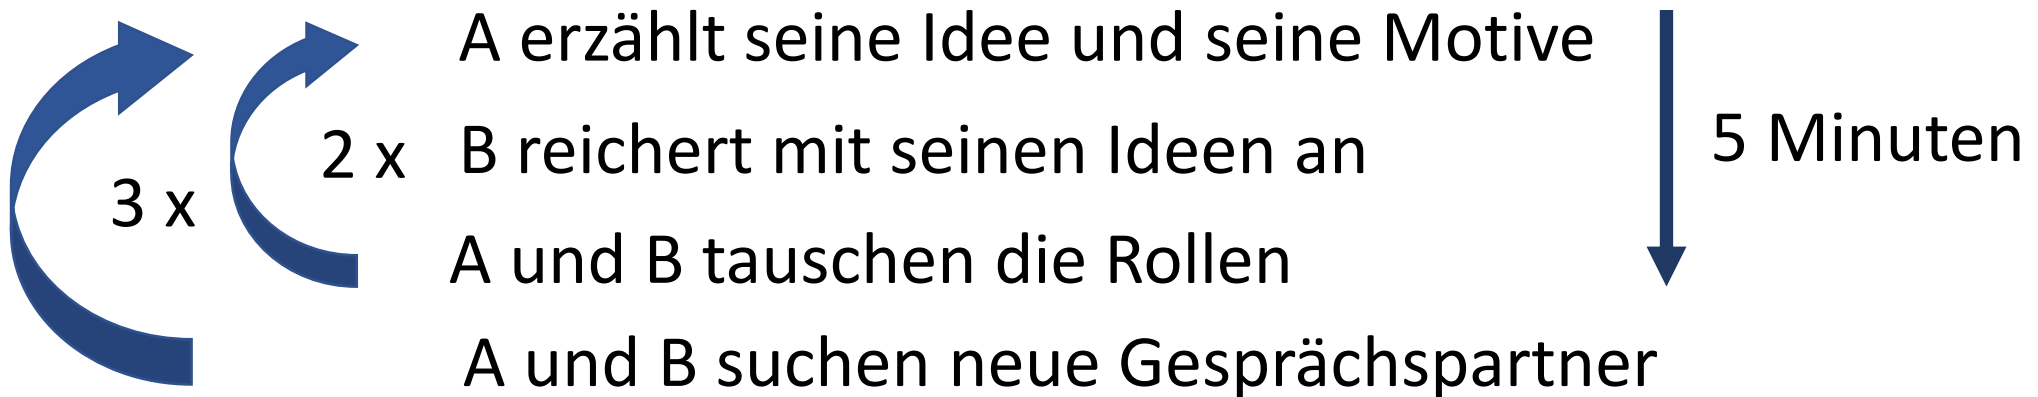 A erzählt seine Idee und seine Motive
2 x B reichert mit seinen Ideen an
5 Minuten
3 x
A und B tauschen die Rollen
A und B suchen neue Gesprächspartner